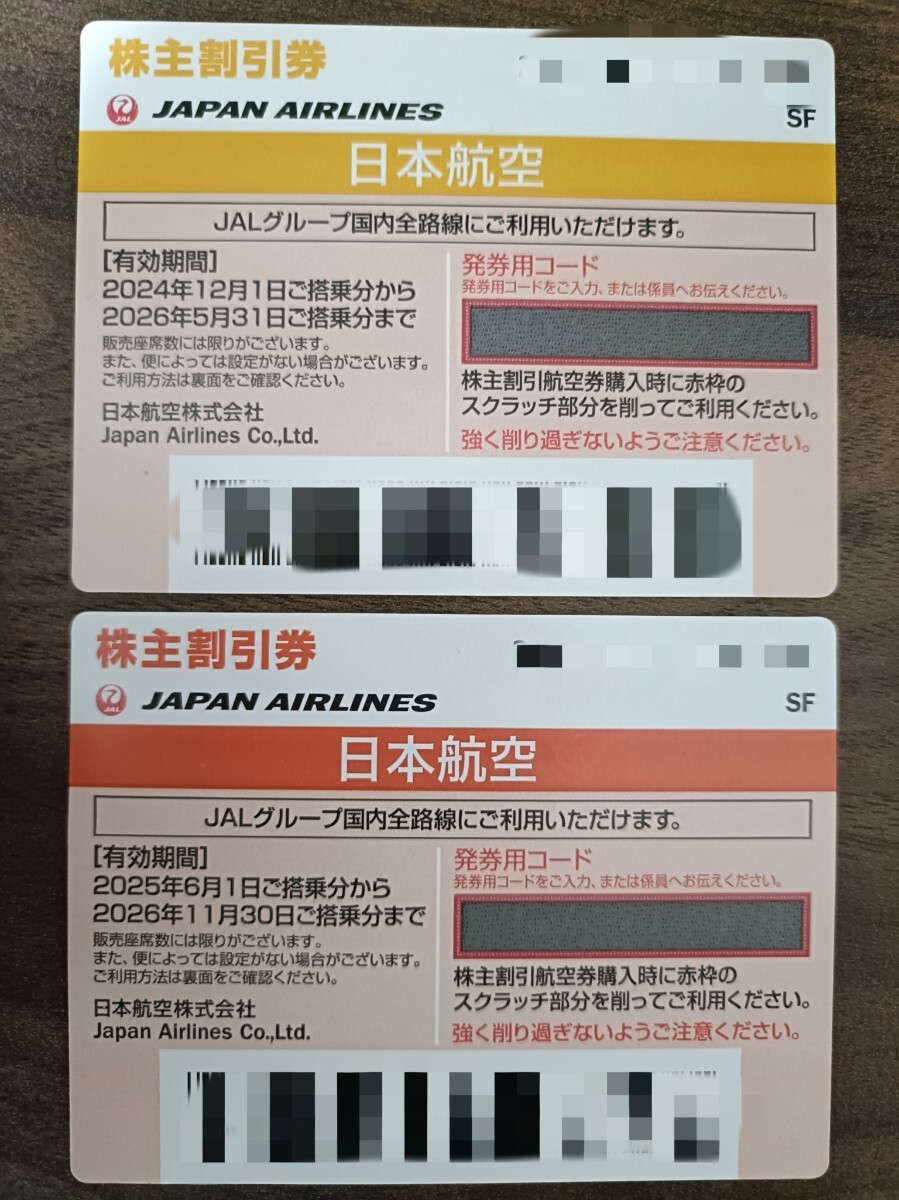 株主割引券
JAL
JAPAN AIRLINES
SF
日本航空
JALグループ国内全路線にご利用いただけます。
[有効期間]
2024年12月1日ご搭乗分から
2026年5月31日ご搭乗分まで
販売座席数には限りがございます。
また、便によっては設定がない場合がございます。
ご利用方法は裏面をご確認ください。
日本航空株式会社
Japan Airlines Co.,Ltd.
発券用コード
発券用コードをご入力、または係員へお伝えください。
株主割引航空券購入時に赤枠の
スクラッチ部分を削ってご利用ください。
強く削り過ぎないようご注意ください。
株主割引券
JAL
JAPAN AIRLINES
SF
日本航空
JALグループ国内全路線にご利用いただけます。
[有効期間]
2025年6月1日ご搭乗分から
2026年11月30日ご搭乗分まで
販売座席数には限りがございます。
また、便によっては設定がない場合がございます。
ご利用方法は裏面をご確認ください。
日本航空株式会社
Japan Airlines Co.,Ltd.
発券用コード
発券用コードをご入力、または係員へお伝えください。
株主割引航空券購入時に赤枠の
スクラッチ部分を削ってご利用ください。
強く削り過ぎないようご注意ください。